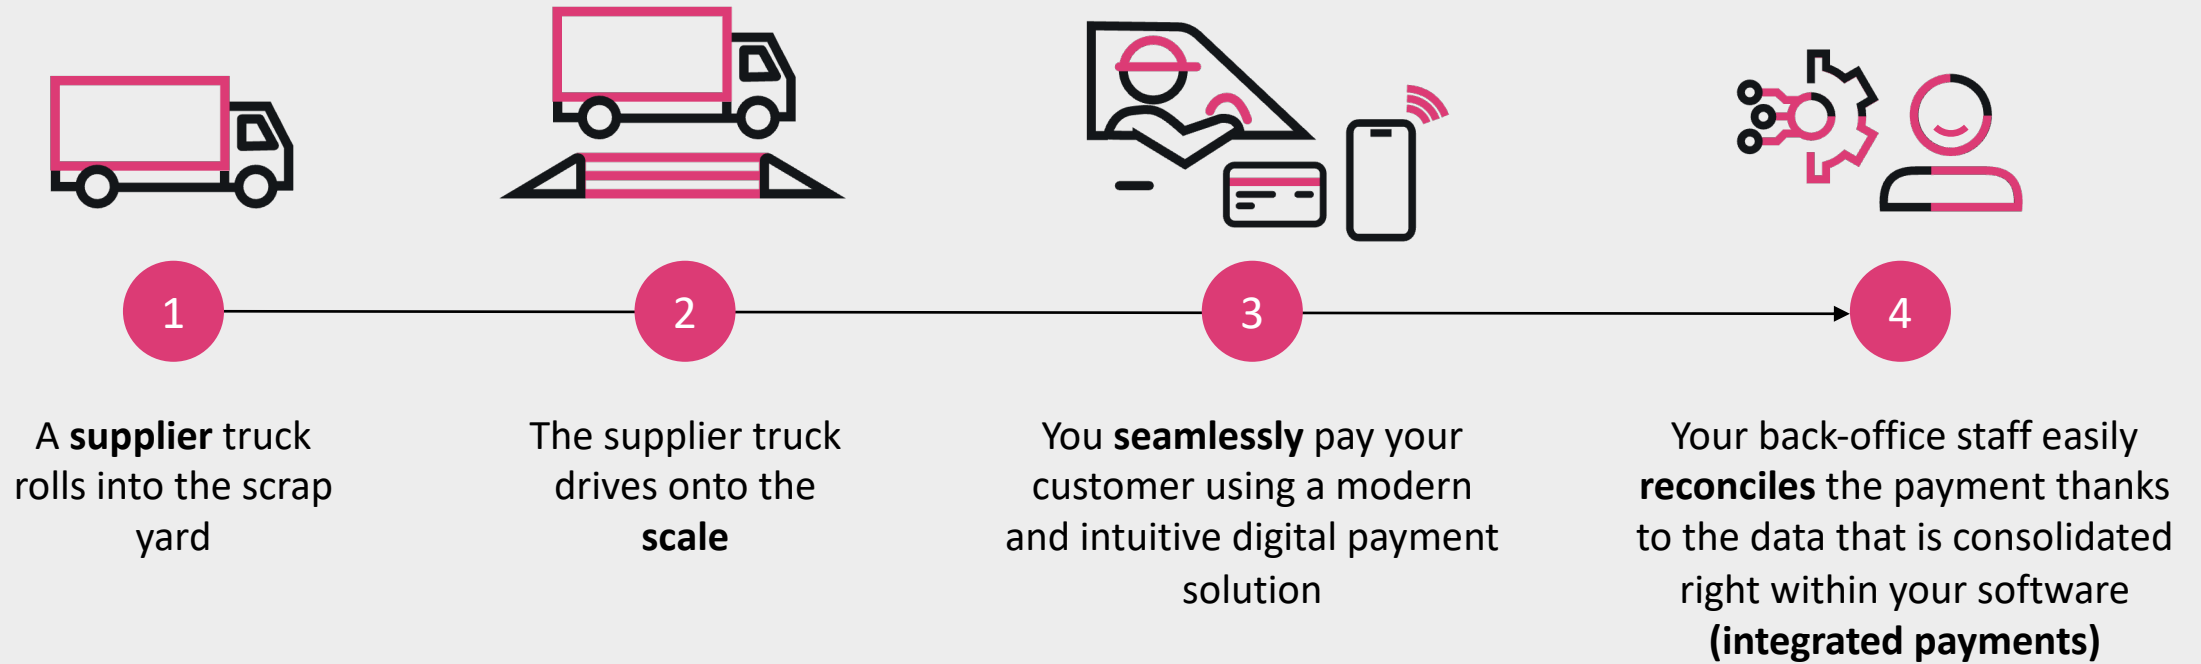 1
A supplier truck
rolls into the scrap
yard
2
The supplier truck
drives onto the
scale
3
You seamlessly pay your
customer using a modern
and intuitive digital payment
solution
4
Your back-office staff easily
reconciles the payment thanks
to the data that is consolidated
right within your software
(integrated payments)